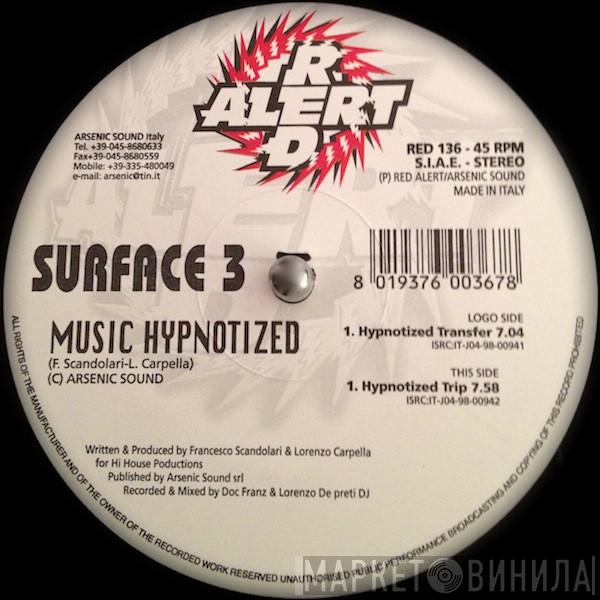 RED
ALERT
ARSENIC SOUND Italy
Tel. +39-045-8680633
Fax+39-045-8680559
Mobile: +39-335-480049
e-mail: arsenic@tin.it
RED 136 - 45 RPM
S.I.A.E. - STEREO
(P) RED ALERT/ARSENIC SOUND
MADE IN ITALY
SURFACE 3
8 019376 003678
MUSIC HYPNOTIZED
(F. Scandolari-L. Carpella)
(C) ARSENIC SOUND
LOGO SIDE
1. Hypnotized Transfer 7.04
ISRC:IT-J04-98-00941
THIS SIDE
1. Hypnotized Trip 7.58
ISRC:IT-J04-98-00942
Written & Produced by Francesco Scandolari & Lorenzo Carpella
for Hi House Poductions
Published by Arsenic Sound srl
Recorded & Mixed by Doc Franz & Lorenzo De preti DJ
ALL RIGHTS OF THE MANUFACTURER AND OF THE OWNER OF THE RECORDED WORK RESERVED UNAUTHORISED PUBLIC PERFORMANCE BROADCASTING AND COPYING OF THIS RECORD PROHIBITED
МАРКЕТ ВИНИЛА